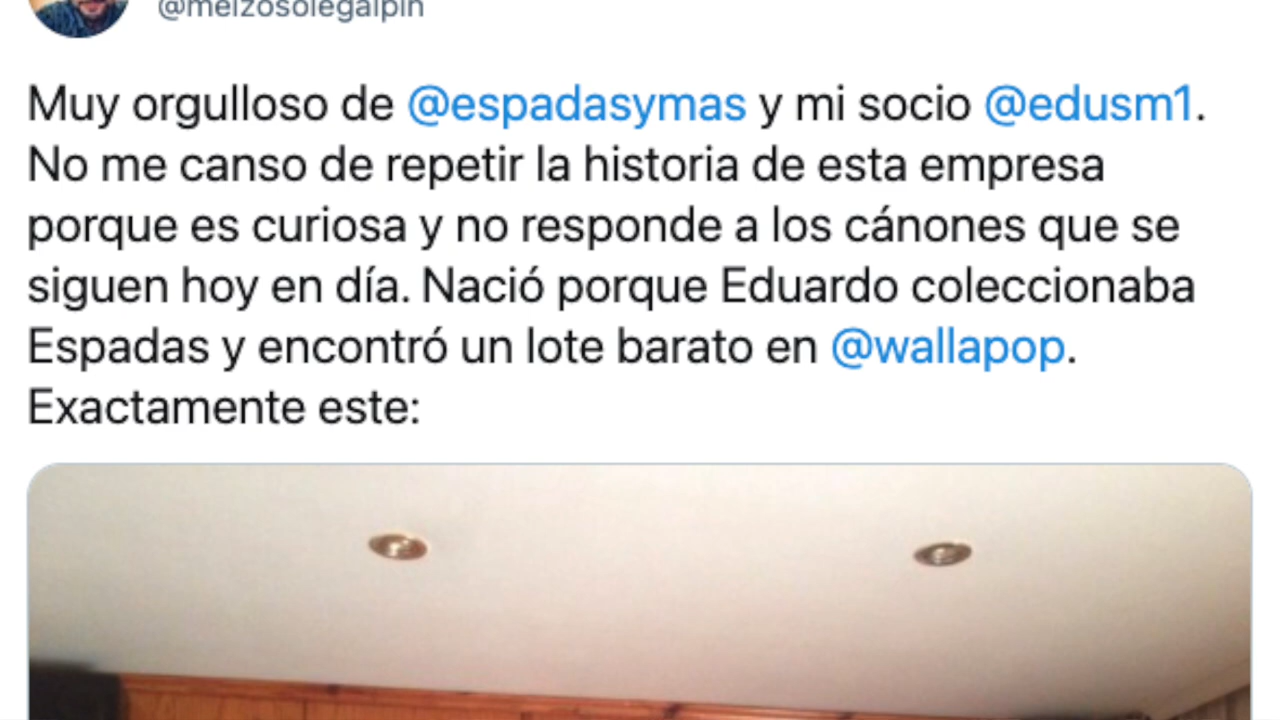 @melzosolegalpin
Muy orgulloso de @espadasymas y mi socio @edusm1.
No me canso de repetir la historia de esta empresa
porque es curiosa y no responde a los cánones que se
siguen hoy en día. Nació porque Eduardo coleccionaba
Espadas y encontró un lote barato en @wallapop.
Exactamente este: